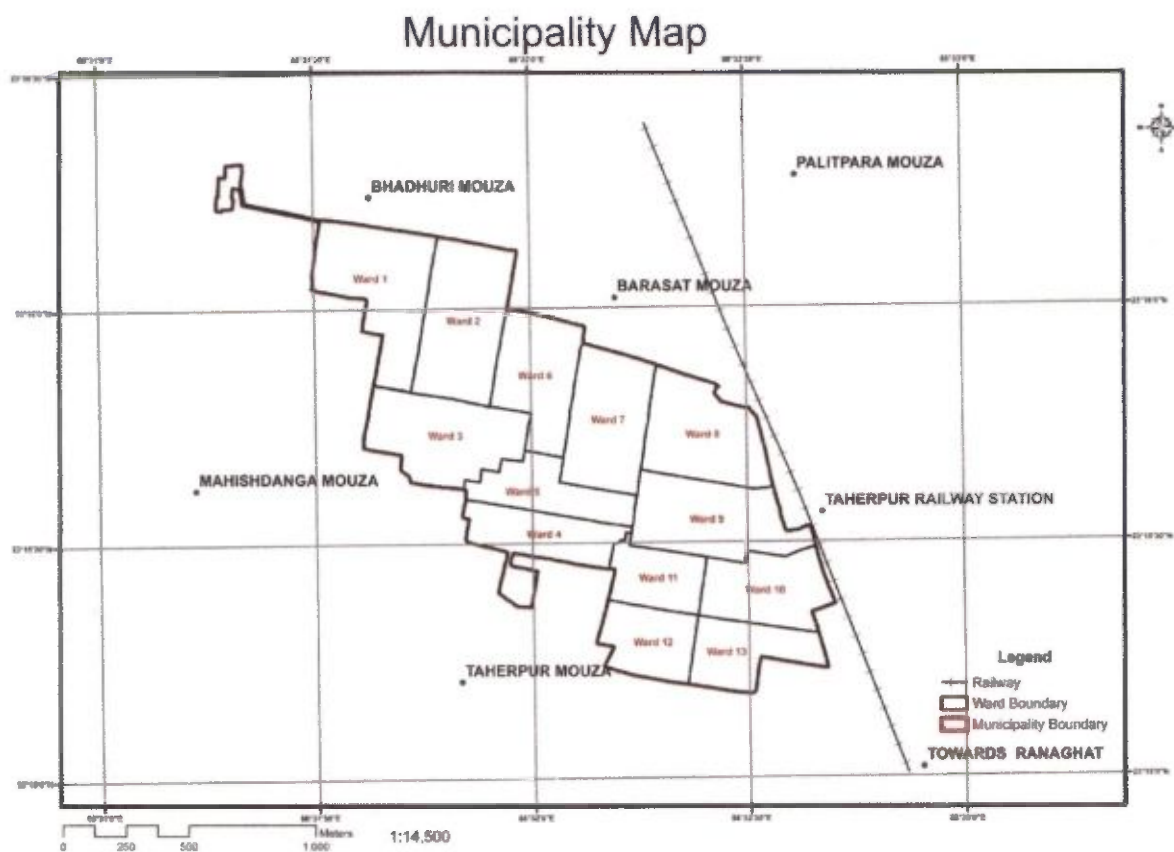 Municipality Map
PALITPARA MOUZA
BHADHURI MOUZA
Ward 1
BARASAT MOUZA
Ward 2
Ward 6
Ward 7
Ward 8
Ward 3
MAHISHDANGA MOUZA
Ward 5
TAHERPUR RAILWAY STATION
Ward 9
Ward 4
Ward 11
Ward 10
Ward 12
Ward 13
TAHERPUR MOUZA
Legend
Railway
Ward Boundary
Municipality Boundary
TOWARDS RANAGHAT
Meters
0 250 500 1,000
1:14,500